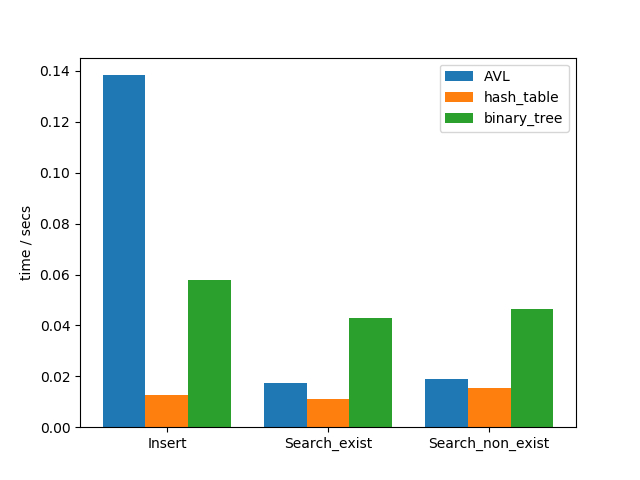 0.14
0.12
0.10
0.08
0.06
0.04
0.02
0.00
time / secs
AVL
hash_table
binary_tree
Insert Search_exist Search_non_exist